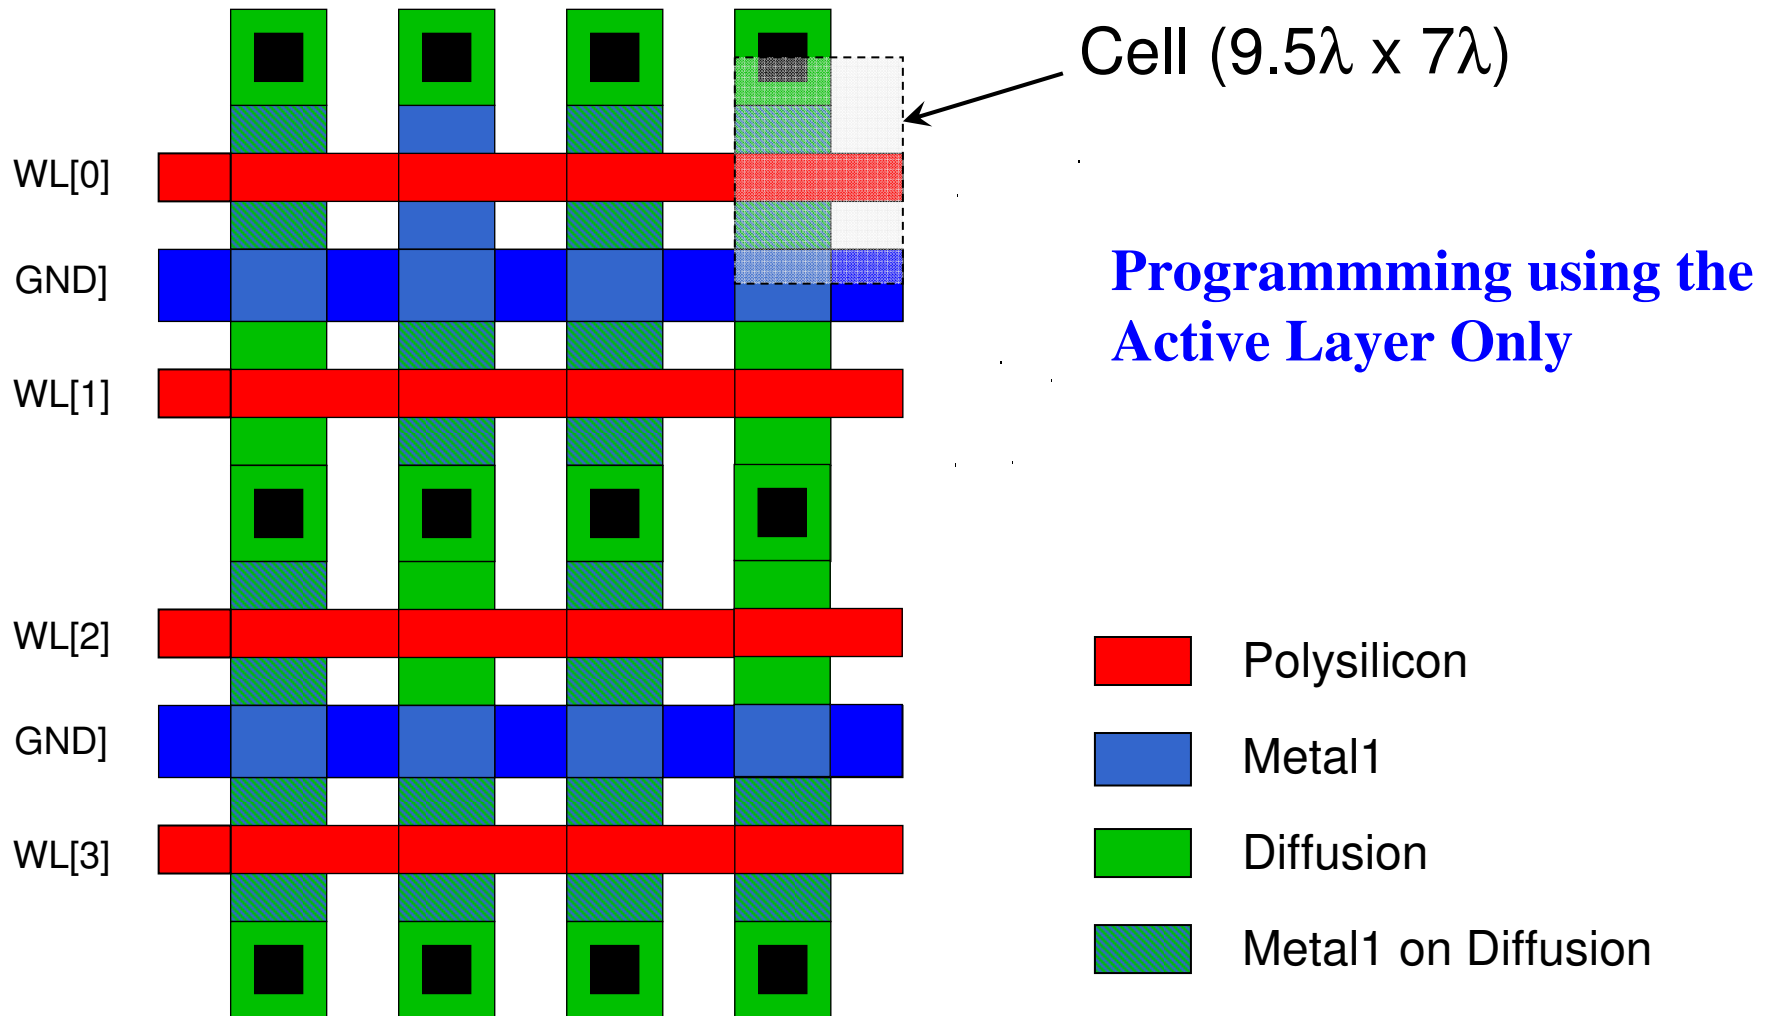 Cell (9.5λ x 7λ)
WL[0]
GND]
Programmming using the
Active Layer Only
WL[1]
WL[2]
Polysilicon
GND]
Metal1
WL[3]
Diffusion
Metal1 on Diffusion